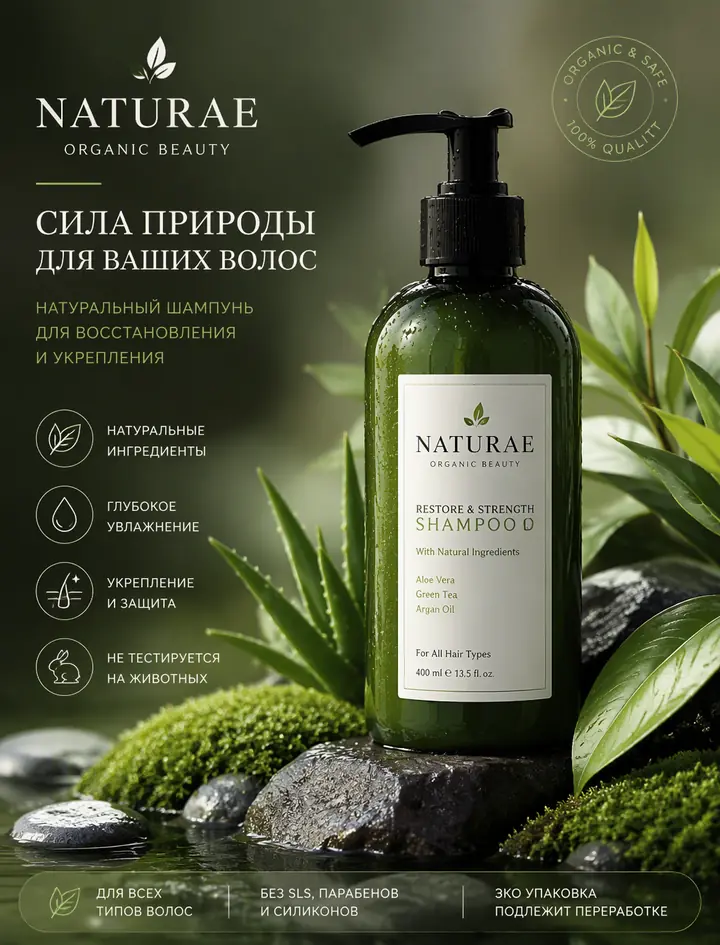 NATURAE
ORGANIC BEAUTY
ORGANIC & SAFE
100% QUALITT
СИЛА ПРИРОДЫ
ДЛЯ ВАШИХ ВОЛОС
НАТУРАЛЬНЫЙ ШАМПУНЬ
ДЛЯ ВОССТАНОВЛЕНИЯ
И УКРЕПЛЕНИЯ
НАТУРАЛЬНЫЕ
ИНГРЕДИЕНТЫ
ГЛУБОКОЕ
УВЛАЖНЕНИЕ
УКРЕПЛЕНИЕ
И ЗАЩИТА
НЕ ТЕСТИРУЕТСЯ
НА ЖИВОТНЫХ
NATURAE
ORGANIC BEAUTY
RESTORE & STRENGTH
SHAMPOO D
With Natural Ingredients
Aloe Vera
Green Tea
Argan Oil
For All Hair Types
400 ml ℮ 13.5 fl. oz.
ДЛЯ ВСЕХ
ТИПОВ ВОЛОС
БЕЗ SLS, ПАРАБЕНОВ
И СИЛИКОНОВ
ЗКО УПАКОВКА
ПОДЛЕЖИТ ПЕРЕРАБОТКЕ